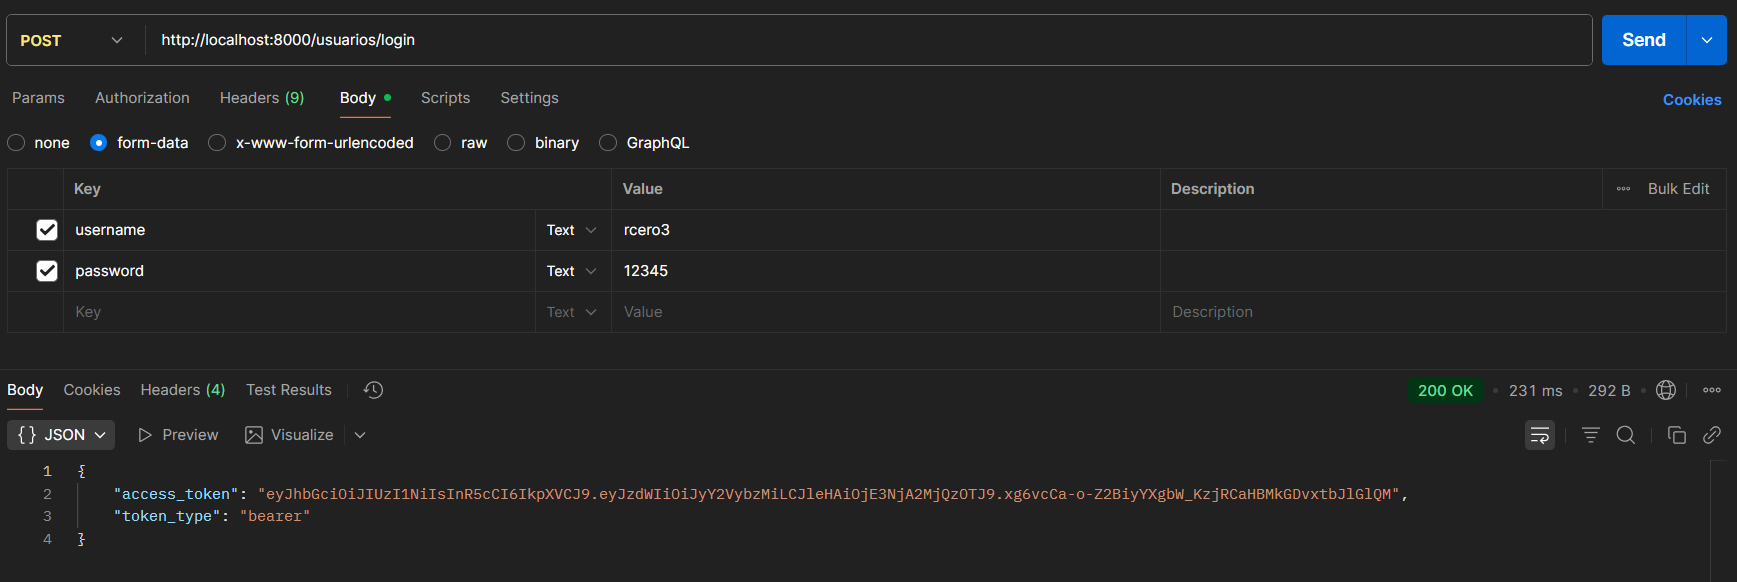 POST http://localhost:8000/usuarios/login Send
Params Authorization Headers (9) Body Scripts Settings Cookies
none form-data x-www-form-urlencoded raw binary GraphQL
Key Value Description Bulk Edit
username Text rcero3
password Text 12345
Key Text Value Description
Body Cookies Headers (4) Test Results 200 OK 231 ms 292 B
{} JSON Preview Visualize
1 {
2 "access_token": "eyJhbGciOiJIUzI1NiIsInR5cCI6IkpXVCJ9.eyJzdWIiOiJyY2VybzMiLCJleHAiOjE3NjA2MjQzOTJ9.xg6vcCa-o-Z2BiyYXgbW_KzjRCaHBMkGDvxtbJlGlQM",
3 "token_type": "bearer"
4 }